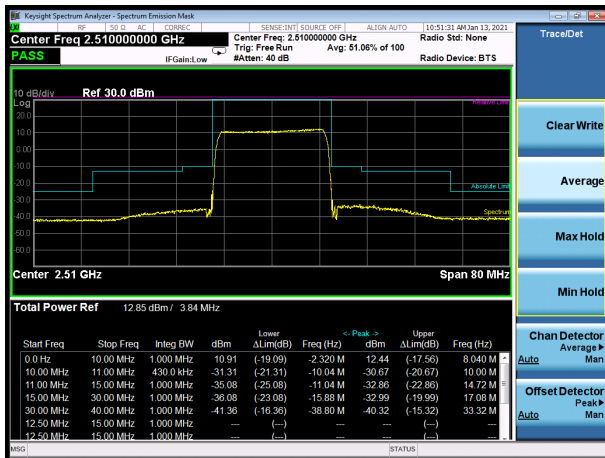 Keysight Spectrum Analyzer - Spectrum Emission Mask
RF 50 Ω AC CORREC SENSE:INT SOURCE OFF ALIGN AUTO 10:51:31 AM Jan 13, 2021
Center Freq 2.510000000 GHz
Center Freq: 2.510000000 GHz
Radio Std: None
Trace/Det
PASS
Trig: Free Run Avg: 51.06% of 100
IFGain:Low #Atten: 40 dB Radio Device: BTS
10 dB/div Ref 30.0 dBm
Log
Relative Limit
20.0
10.0
0.00
-10.0
-20.0
Absolute Limit
-30.0
Spectrum
-40.0
-50.0
-60.0
Center 2.51 GHz Span 80 MHz
Clear Write
Average
Max Hold
Min Hold
Chan Detector
Average
Auto Man
Offset Detector
Peak
Auto Man
Total Power Ref 12.85 dBm / 3.84 MHz
Lower <- Peak -> Upper
Start Freq Stop Freq Integ BW dBm ΔLim(dB) Freq (Hz) dBm ΔLim(dB) Freq (Hz)
0.0 Hz 10.00 MHz 1.000 MHz 10.91 (-19.09) -2.320 M 12.44 (-17.56) 8.040 M
10.00 MHz 11.00 MHz 430.0 kHz -31.31 (-21.31) -10.04 M -30.67 (-20.67) 10.00 M
11.00 MHz 15.00 MHz 1.000 MHz -35.08 (-25.08) -11.04 M -32.86 (-22.86) 14.72 M
15.00 MHz 30.00 MHz 1.000 MHz -36.08 (-23.08) -15.88 M -32.99 (-19.99) 17.08 M
30.00 MHz 40.00 MHz 1.000 MHz -41.36 (-16.36) -38.80 M -40.32 (-15.32) 33.32 M
12.50 MHz 15.00 MHz 1.000 MHz --- (---) --- --- (---) ---
12.50 MHz 15.00 MHz 1.000 MHz --- (---) --- --- (---) ---
MSG STATUS